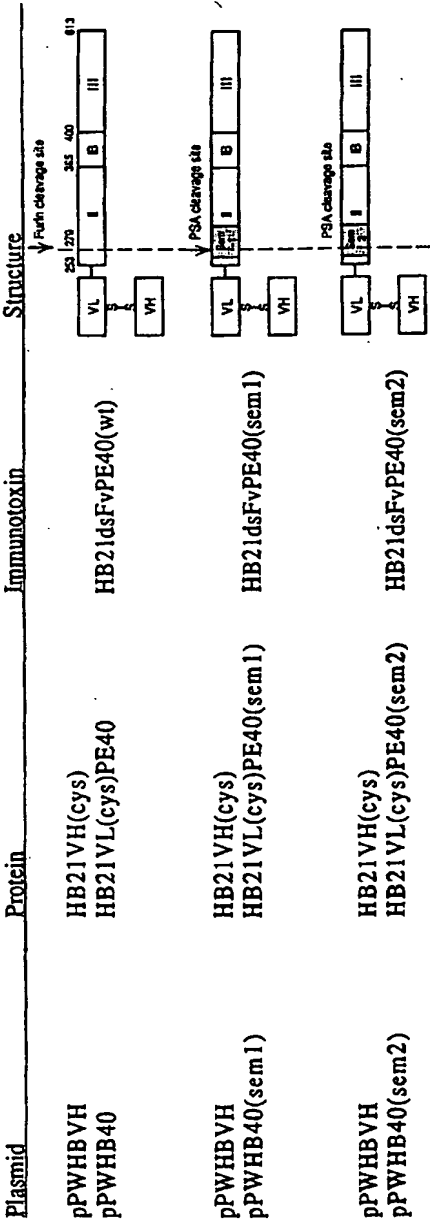 Plasmid Protein Immunotoxin Structure
Furin cleavage site
253 279 365 400 613
pPWHBVH HB21VH(cys)
pPWHB40 HB21VL(cys)PE40 HB21dsFvPE40(wt)
II B III
VL
S S
VH
PSA cleavage site
pPWHBVH HB21VH(cys)
pPWHB40(sem1) HB21VL(cys)PE40(sem1) HB21dsFvPE40(sem1)
II B III
VL
S S
VH
PSA cleavage site
pPWHBVH HB21VH(cys)
pPWHB40(sem2) HB21VL(cys)PE40(sem2) HB21dsFvPE40(sem2)
II B III
VL
S S
VH